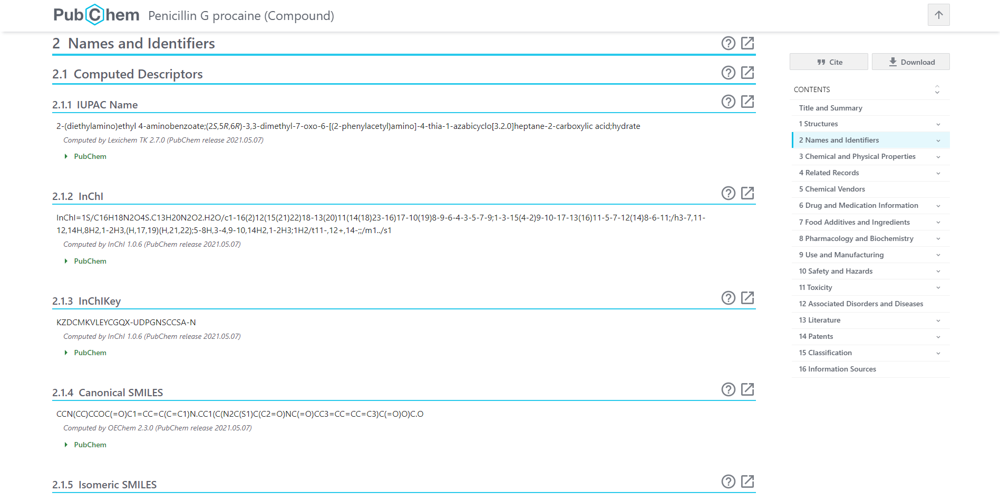 PubChem Penicillin G procaine (Compound)
2 Names and Identifiers
2.1 Computed Descriptors
2.1.1 IUPAC Name
2-(diethylamino)ethyl 4-aminobenzoate;(2S,5R,6R)-3,3-dimethyl-7-oxo-6-[(2-phenylacetyl)amino]-4-thia-1-azabicyclo[3.2.0]heptane-2-carboxylic acid;hydrate
Computed by Lexichem TK 2.7.0 (PubChem release 2021.05.07)
PubChem
2.1.2 InChI
InChI=1S/C16H18N2O4S.C13H20N2O2.H2O/c1-16(2)12(15(21)22)18-13(20)11(14(18)23-16)17-10(19)8-9-6-4-3-5-7-9;1-3-15(4-2)9-10-17-13(16)11-5-7-12(14)8-6-11;/h3-7,11-
12,14H,8H2,1-2H3,(H,17,19)(H,21,22);5-8H,3-4,9-10,14H2,1-2H3;1H2/t11-,12+,14-;;/m1../s1
Computed by InChI 1.0.6 (PubChem release 2021.05.07)
PubChem
2.1.3 InChIKey
KZDCMKVLEYCGQX-UDPGNSCCSA-N
Computed by InChI 1.0.6 (PubChem release 2021.05.07)
PubChem
2.1.4 Canonical SMILES
CCN(CC)CCOC(=O)C1=CC=C(C=C1)N.CC1(C(N2C(S1)C(C2=O)NC(=O)CC3=CC=CC=C3)C(=O)O)C.O
Computed by OEChem 2.3.0 (PubChem release 2021.05.07)
PubChem
2.1.5 Isomeric SMILES
Cite
Download
CONTENTS
Title and Summary
1 Structures
2 Names and Identifiers
3 Chemical and Physical Properties
4 Related Records
5 Chemical Vendors
6 Drug and Medication Information
7 Food Additives and Ingredients
8 Pharmacology and Biochemistry
9 Use and Manufacturing
10 Safety and Hazards
11 Toxicity
12 Associated Disorders and Diseases
13 Literature
14 Patents
15 Classification
16 Information Sources